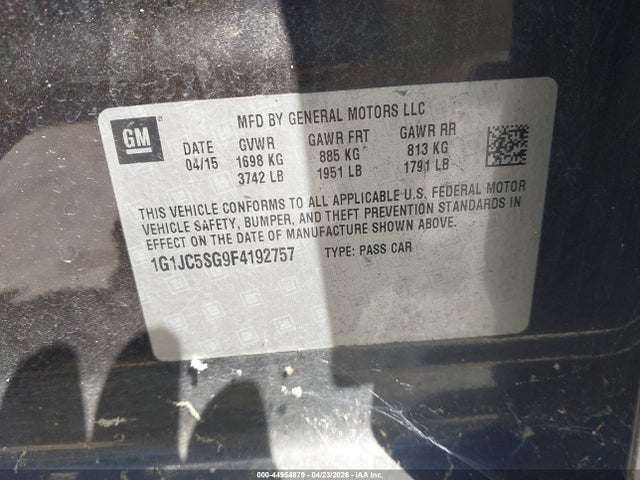 MFD BY GENERAL MOTORS LLC
GM
DATE GVWR GAWR FRT GAWR RR
04/15 1698 KG 885 KG 813 KG
3742 LB 1951 LB 1791 LB
THIS VEHICLE CONFORMS TO ALL APPLICABLE U.S. FEDERAL MOTOR
VEHICLE SAFETY, BUMPER, AND THEFT PREVENTION STANDARDS IN
EFFECT ON THE DATE OF MANUFACTURE SHOWN ABOVE.
1G1JC5SG9F4192757 TYPE: PASS CAR
000-44954879 - 04/23/2026 - IAA Inc.